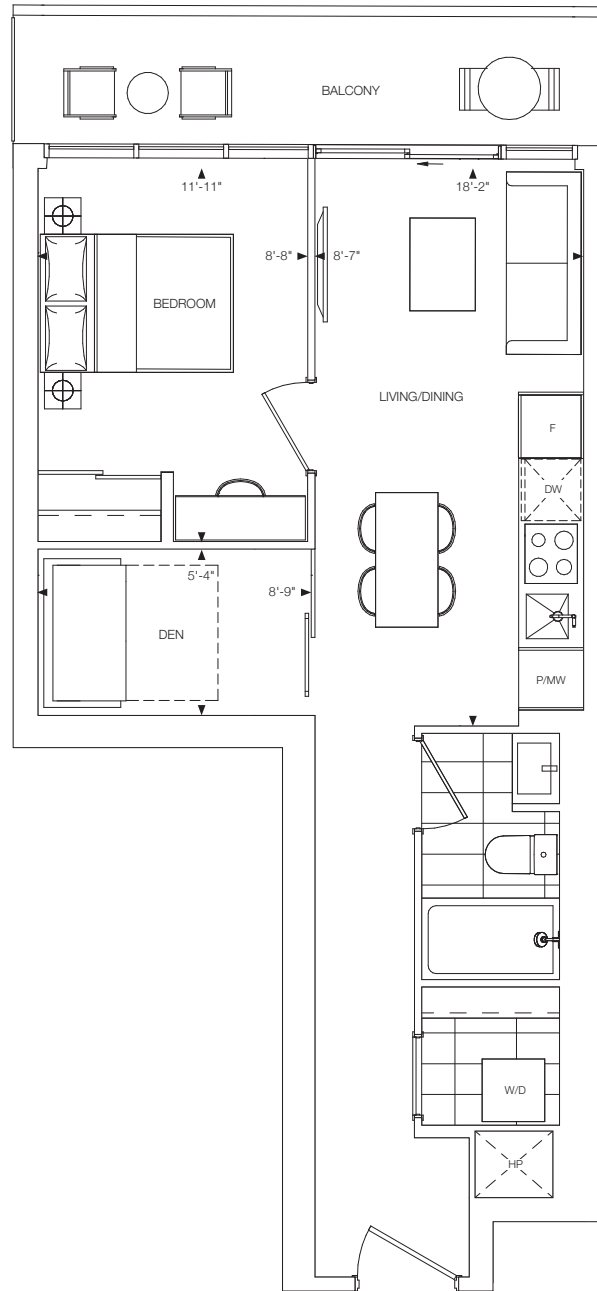 BALCONY
11'-11"
18'-2"
8'-8"
8'-7"
BEDROOM
LIVING/DINING
F
DW
5'-4"
8'-9"
DEN
P/MW
W/D
HP